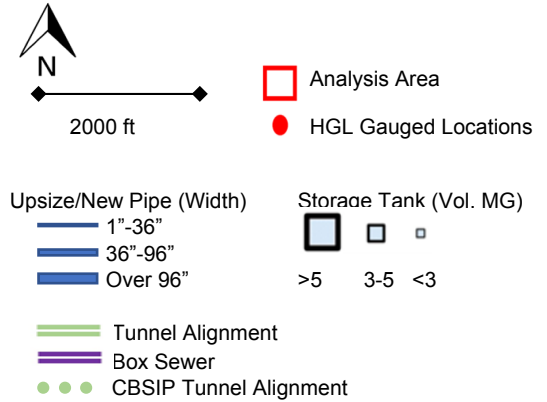 N
2000 ft
Analysis Area
HGL Gauged Locations
Upsize/New Pipe (Width)
1”-36”
36”-96”
Over 96”
Storage Tank (Vol. MG)
>5 3-5 <3
Tunnel Alignment
Box Sewer
CBSIP Tunnel Alignment